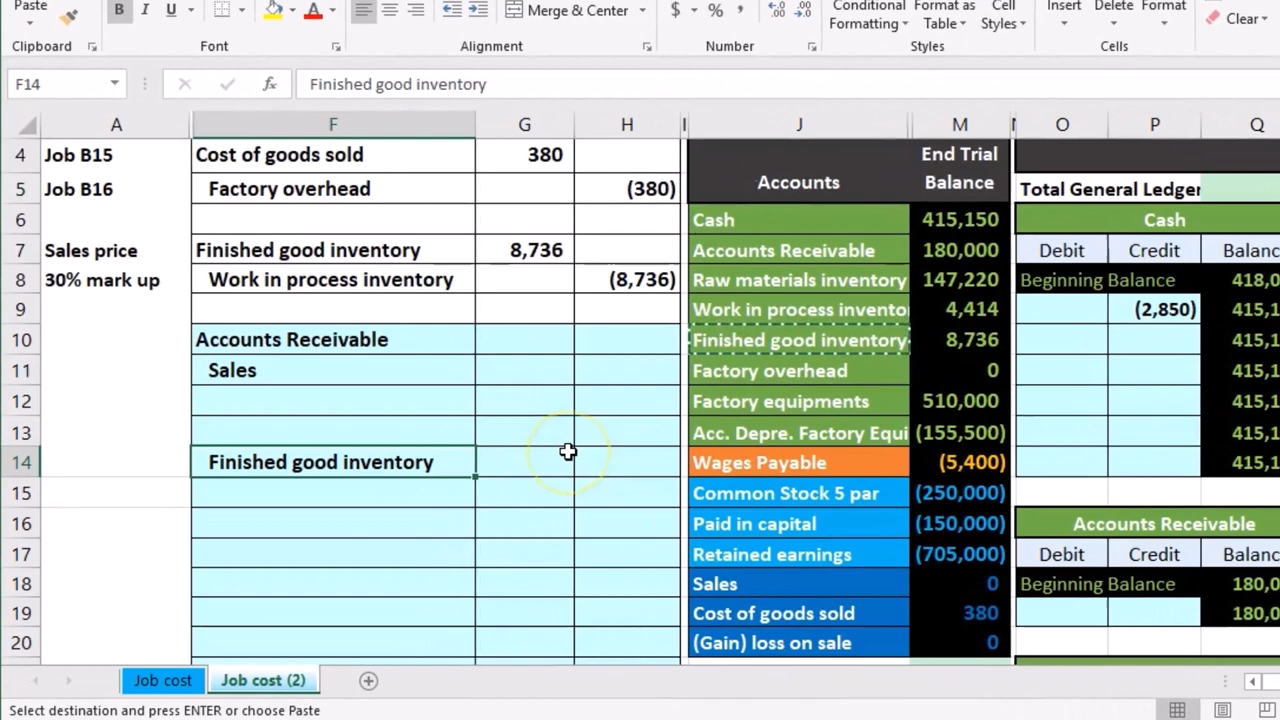 Paste B I U $ % , Conditional Format as Cell Insert Delete Format
Merge & Center Formatting Table Styles Clear
Clipboard Font Alignment Number Styles Cells
F14 fx Finished good inventory
A F G H I J M N O P Q
4 Job B15 Cost of goods sold 380 Accounts End Trial Balance
5 Job B16 Factory overhead (380) Total General Ledger
6 Cash 415,150 Cash
7 Sales price Finished good inventory 8,736 Accounts Receivable 180,000 Debit Credit Balanc
8 30% mark up Work in process inventory (8,736) Raw materials inventory 147,220 Beginning Balance 418,0
9 Work in process invento 4,414 (2,850) 415,1
10 Accounts Receivable Finished good inventory 8,736 415,1
11 Sales Factory overhead 0 415,1
12 Factory equipments 510,000 415,1
13 Acc. Depre. Factory Equi (155,500) 415,1
14 Finished good inventory Wages Payable (5,400) 415,1
15 Common Stock 5 par (250,000)
16 Paid in capital (150,000) Accounts Receivable
17 Retained earnings (705,000) Debit Credit Balanc
18 Sales 0 Beginning Balance 180,0
19 Cost of goods sold 380 180,0
20 (Gain) loss on sale 0
Job cost Job cost (2)
Select destination and press ENTER or choose Paste